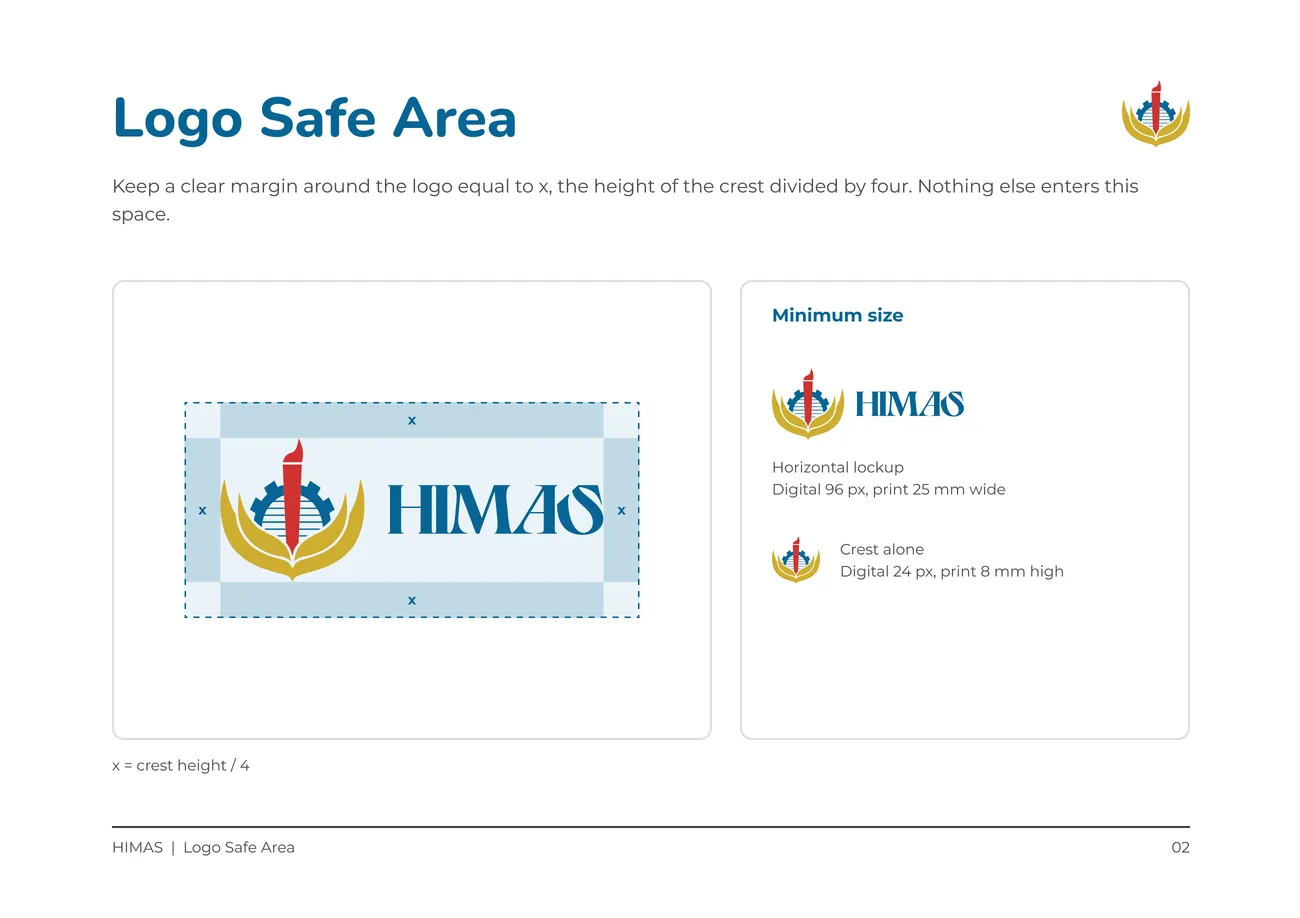 Logo Safe Area
Keep a clear margin around the logo equal to x, the height of the crest divided by four. Nothing else enters this
space.
x
x
HIMAS
x
x
x = crest height / 4
Minimum size
HIMAS
Horizontal lockup
Digital 96 px, print 25 mm wide
Crest alone
Digital 24 px, print 8 mm high
HIMAS | Logo Safe Area
02